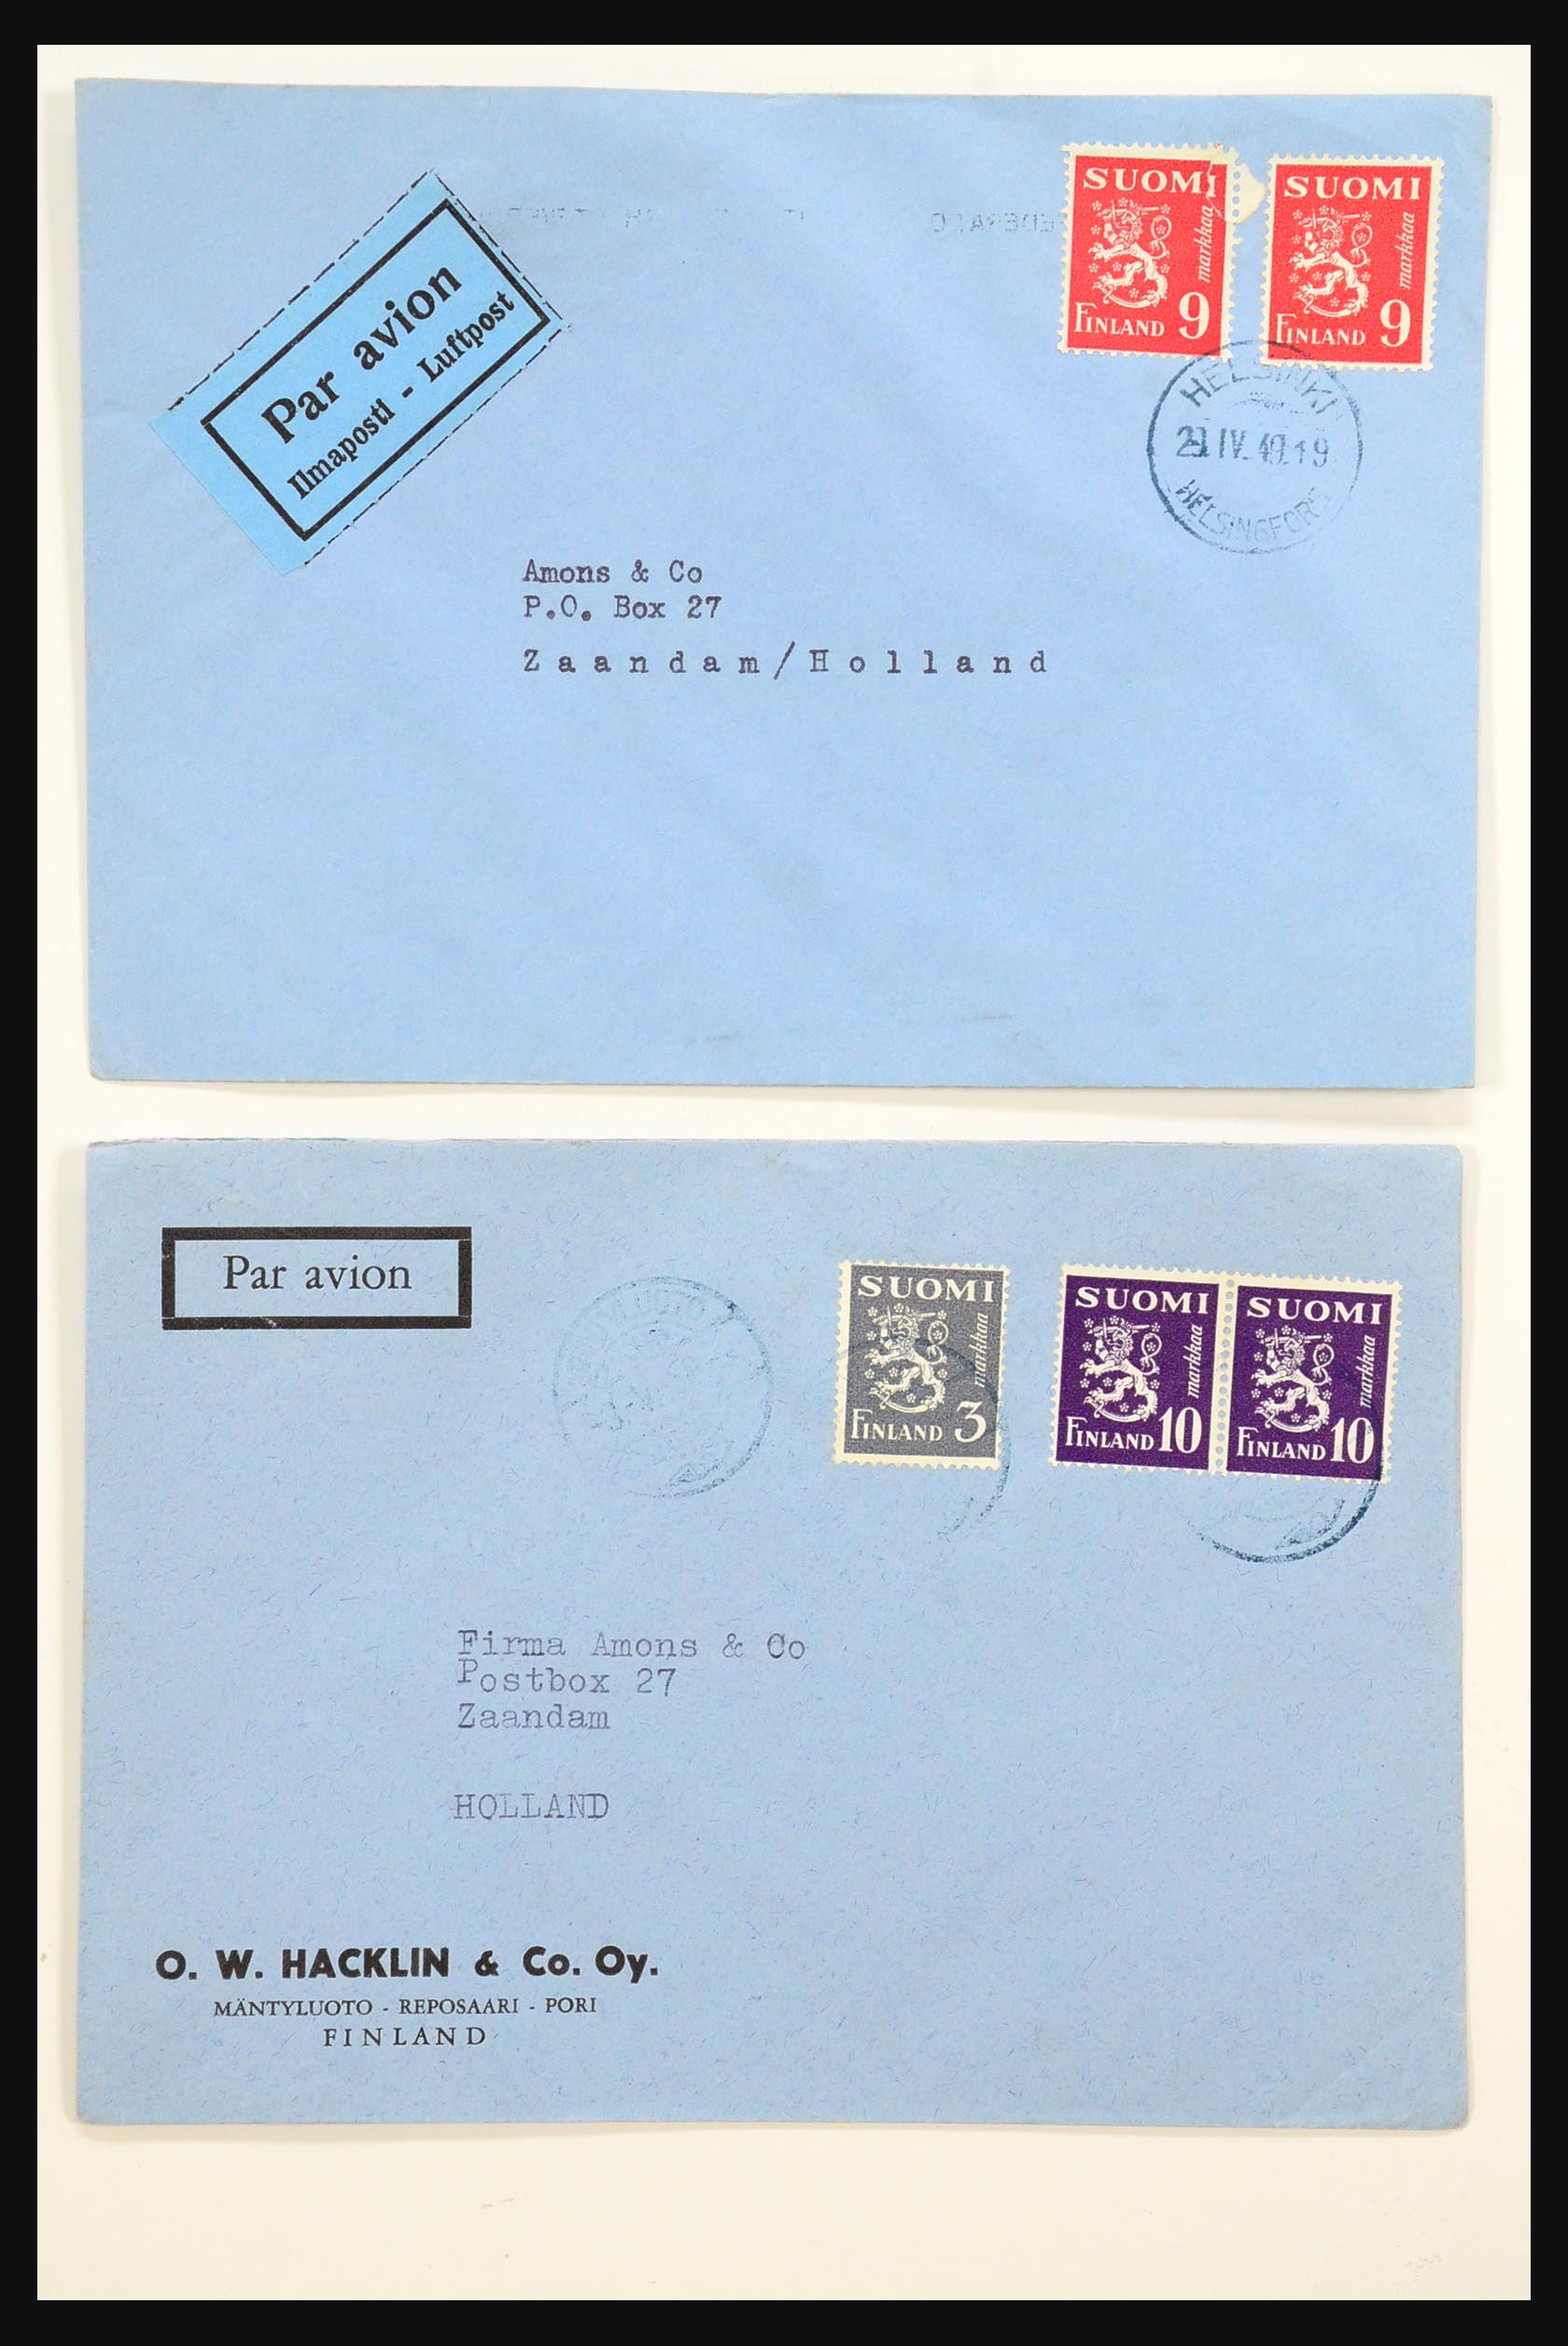 Par avion
Ilmaposti - Luftpost
SUOMI
markkaa
FINLAND 9
SUOMI
markkaa
FINLAND 9
HELSINKI
IV. 49.19
HELSINGFORS
Amons & Co
P.O. Box 27
Zaandam/Holland
Par avion
SUOMI
markkaa
FINLAND 3
SUOMI
markkaa
FINLAND 10
SUOMI
markkaa
FINLAND 10
Firma Amons & Co
Postbox 27
Zaandam
HOLLAND
O. W. HACKLIN & Co. Oy.
MÄNTYLUOTO - REPOSAARI - PORI
FINLAND